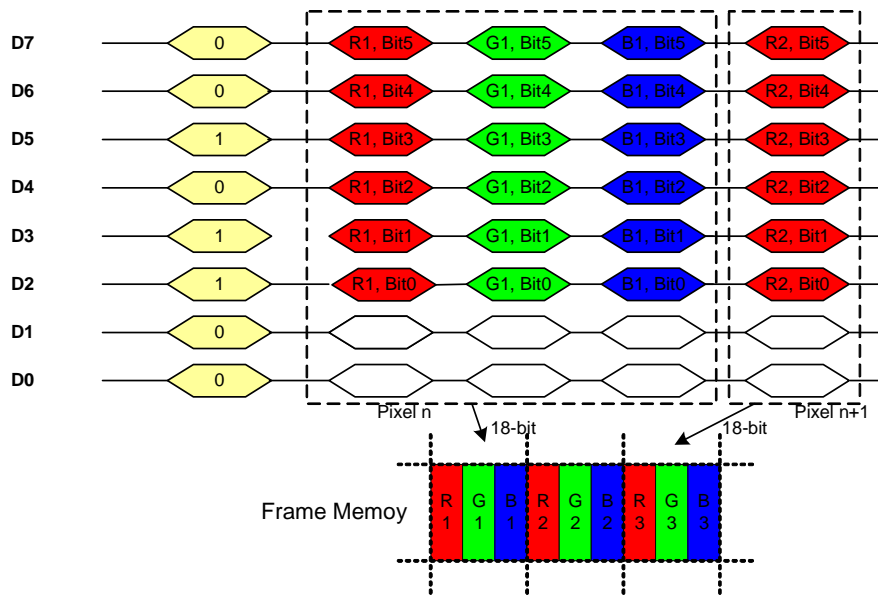 D7 0 R1, Bit5 G1, Bit5 B1, Bit5 R2, Bit5
D6 0 R1, Bit4 G1, Bit4 B1, Bit4 R2, Bit4
D5 1 R1, Bit3 G1, Bit3 B1, Bit3 R2, Bit3
D4 0 R1, Bit2 G1, Bit2 B1, Bit2 R2, Bit2
D3 1 R1, Bit1 G1, Bit1 B1, Bit1 R2, Bit1
D2 1 R1, Bit0 G1, Bit0 B1, Bit0 R2, Bit0
D1 0
D0 0
Pixel n Pixel n+1
18-bit 18-bit
Frame Memoy
R G B R G B R G B
1 1 1 2 2 2 3 3 3